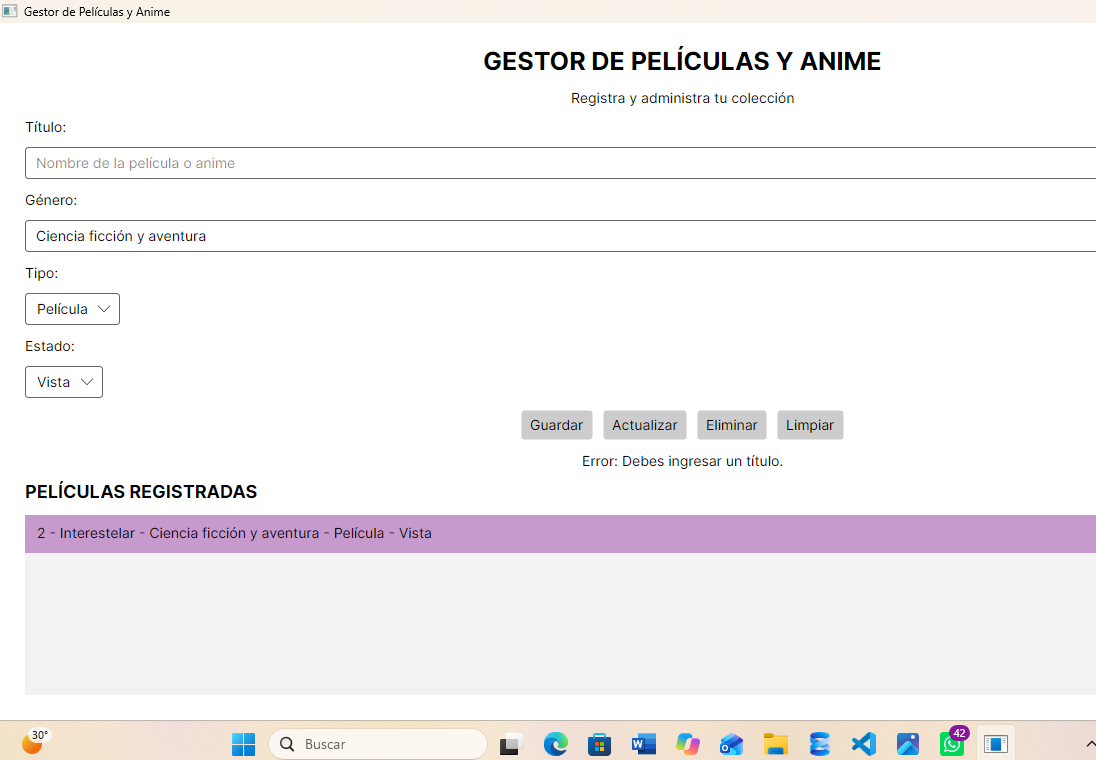 Gestor de Películas y Anime
GESTOR DE PELÍCULAS Y ANIME
Registra y administra tu colección
Título:
Nombre de la película o anime
Género:
Ciencia ficción y aventura
Tipo:
Película
Estado:
Vista
Guardar Actualizar Eliminar Limpiar
Error: Debes ingresar un título.
PELÍCULAS REGISTRADAS
2 - Interestelar - Ciencia ficción y aventura - Película - Vista
30°
Buscar
42